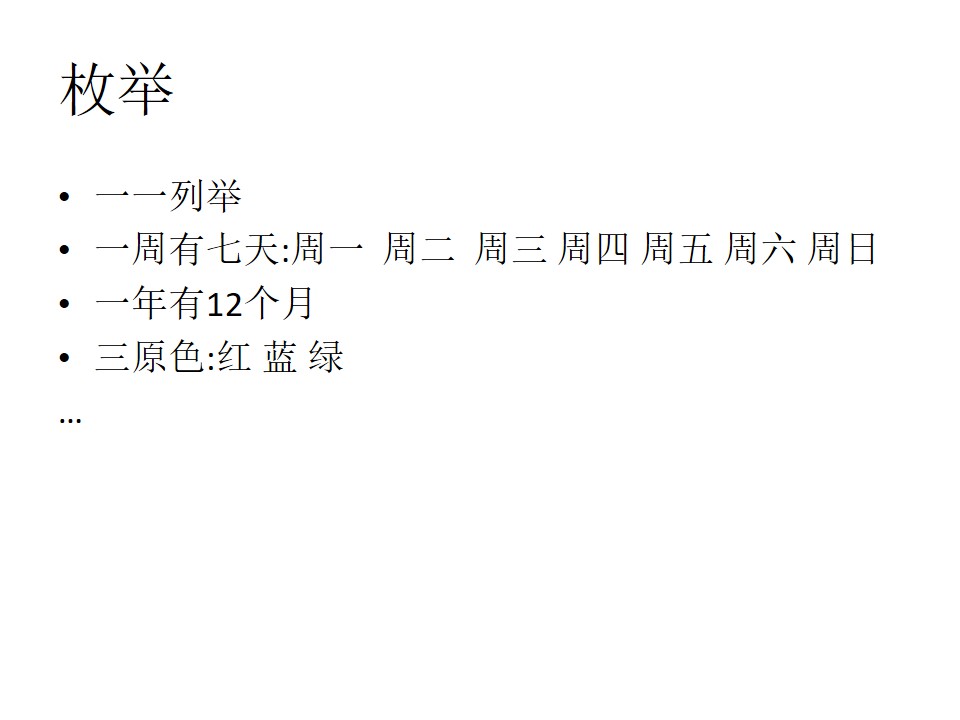 枚举
• 一一列举
• 一周有七天:周一 周二 周三 周四 周五 周六 周日
• 一年有12个月
• 三原色:红 蓝 绿
…